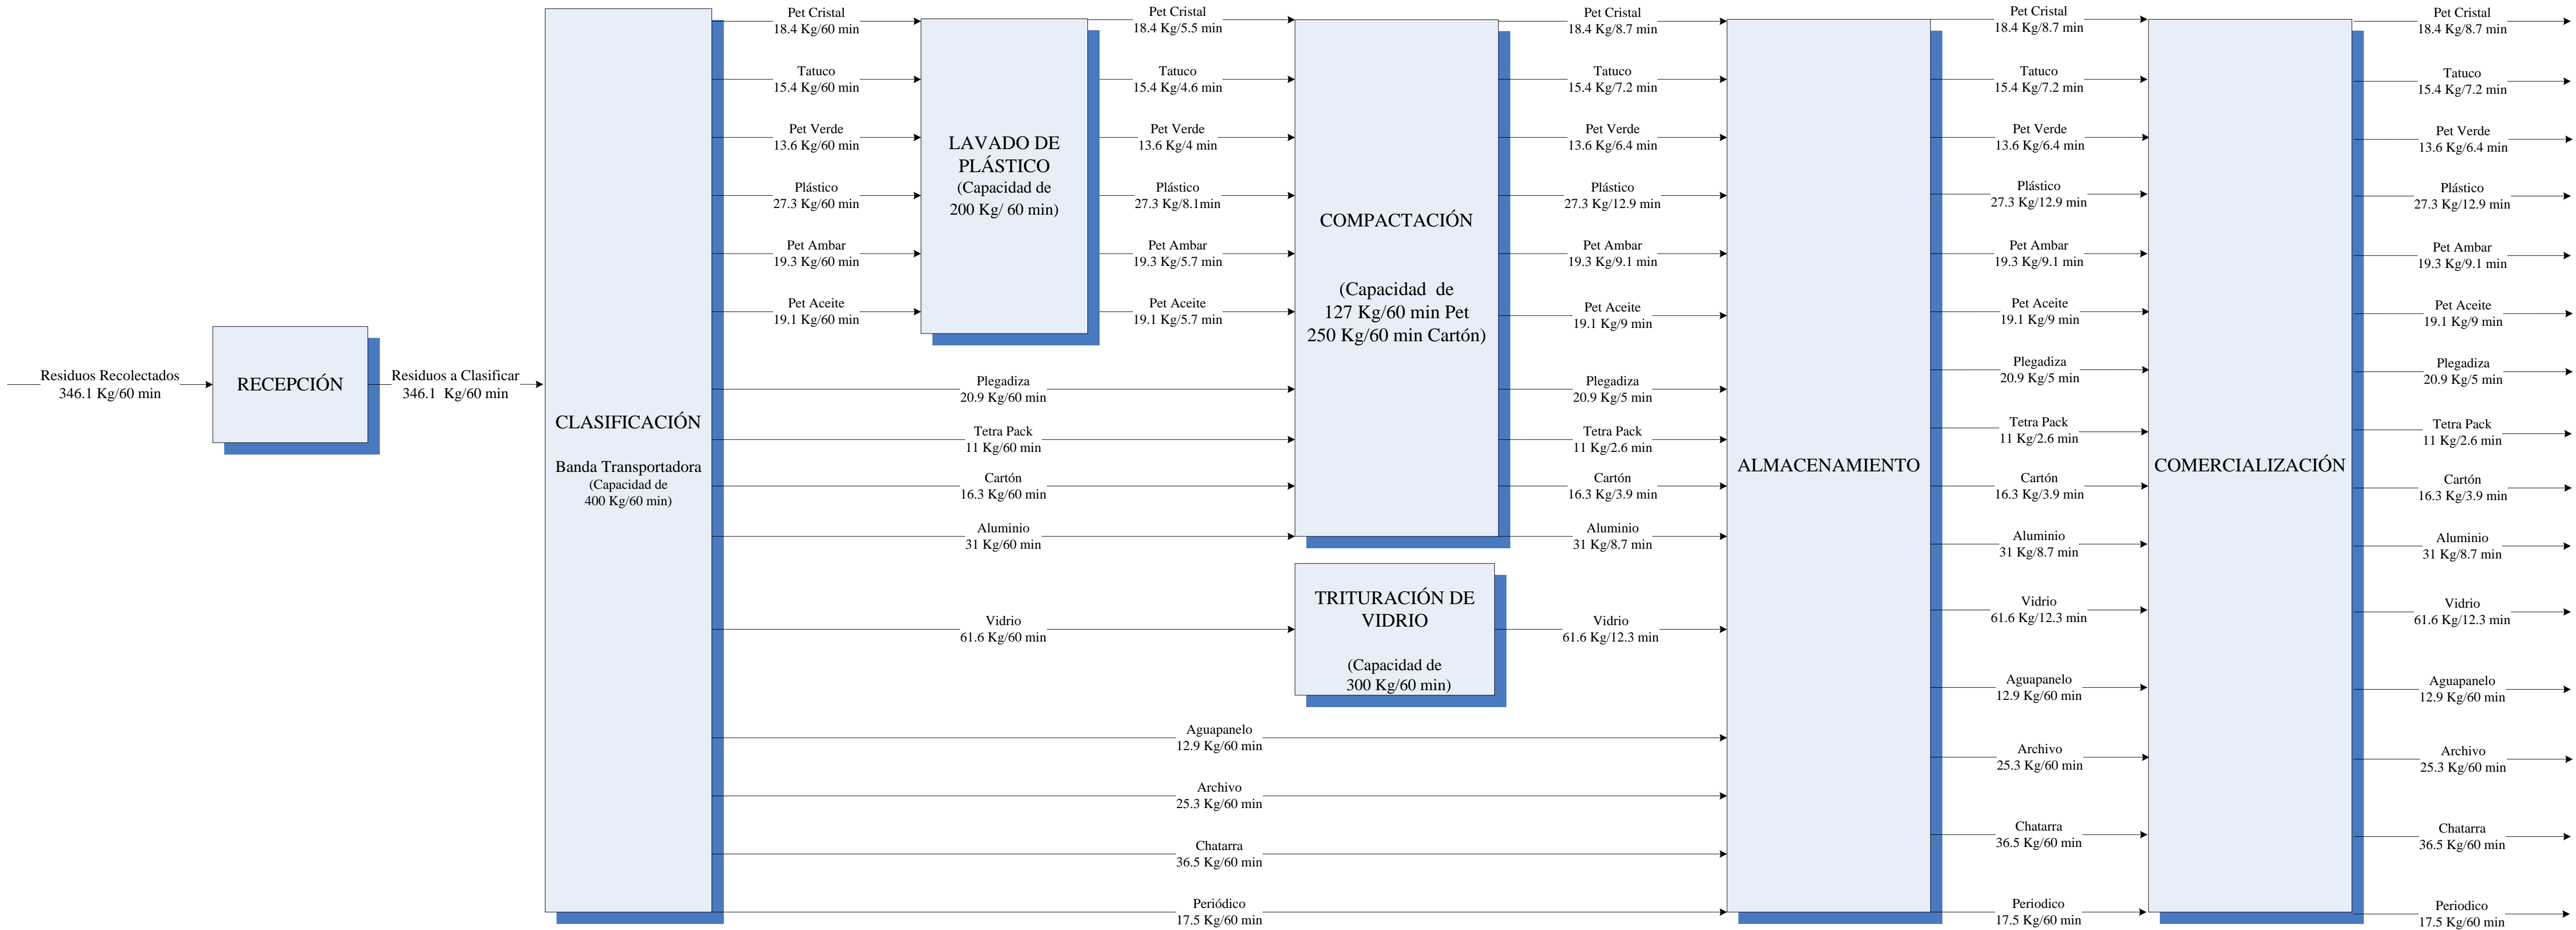 Residuos Recolectados
346.1 Kg/60 min
RECEPCIÓN
Residuos a Clasificar
346.1 Kg/60 min
CLASIFICACIÓN
Banda Transportadora
(Capacidad de
400 Kg/60 min)
Pet Cristal
18.4 Kg/60 min
Tatuco
15.4 Kg/60 min
Pet Verde
13.6 Kg/60 min
Plástico
27.3 Kg/60 min
Pet Ambar
19.3 Kg/60 min
Pet Aceite
19.1 Kg/60 min
LAVADO DE
PLÁSTICO
(Capacidad de
200 Kg/ 60 min)
Pet Cristal
18.4 Kg/5.5 min
Tatuco
15.4 Kg/4.6 min
Pet Verde
13.6 Kg/4 min
Plástico
27.3 Kg/8.1min
Pet Ambar
19.3 Kg/5.7 min
Pet Aceite
19.1 Kg/5.7 min
Plegadiza
20.9 Kg/60 min
Tetra Pack
11 Kg/60 min
Cartón
16.3 Kg/60 min
Aluminio
31 Kg/60 min
Vidrio
61.6 Kg/60 min
Aguapanelo
12.9 Kg/60 min
Archivo
25.3 Kg/60 min
Chatarra
36.5 Kg/60 min
Periódico
17.5 Kg/60 min
COMPACTACIÓN
(Capacidad de
127 Kg/60 min Pet
250 Kg/60 min Cartón)
TRITURACIÓN DE
VIDRIO
(Capacidad de
300 Kg/60 min)
Pet Cristal
18.4 Kg/8.7 min
Tatuco
15.4 Kg/7.2 min
Pet Verde
13.6 Kg/6.4 min
Plástico
27.3 Kg/12.9 min
Pet Ambar
19.3 Kg/9.1 min
Pet Aceite
19.1 Kg/9 min
Plegadiza
20.9 Kg/5 min
Tetra Pack
11 Kg/2.6 min
Cartón
16.3 Kg/3.9 min
Aluminio
31 Kg/8.7 min
Vidrio
61.6 Kg/12.3 min
ALMACENAMIENTO
Pet Cristal
18.4 Kg/8.7 min
Tatuco
15.4 Kg/7.2 min
Pet Verde
13.6 Kg/6.4 min
Plástico
27.3 Kg/12.9 min
Pet Ambar
19.3 Kg/9.1 min
Pet Aceite
19.1 Kg/9 min
Plegadiza
20.9 Kg/5 min
Tetra Pack
11 Kg/2.6 min
Cartón
16.3 Kg/3.9 min
Aluminio
31 Kg/8.7 min
Vidrio
61.6 Kg/12.3 min
Aguapanelo
12.9 Kg/60 min
Archivo
25.3 Kg/60 min
Chatarra
36.5 Kg/60 min
Periodico
17.5 Kg/60 min
COMERCIALIZACIÓN
Pet Cristal
18.4 Kg/8.7 min
Tatuco
15.4 Kg/7.2 min
Pet Verde
13.6 Kg/6.4 min
Plástico
27.3 Kg/12.9 min
Pet Ambar
19.3 Kg/9.1 min
Pet Aceite
19.1 Kg/9 min
Plegadiza
20.9 Kg/5 min
Tetra Pack
11 Kg/2.6 min
Cartón
16.3 Kg/3.9 min
Aluminio
31 Kg/8.7 min
Vidrio
61.6 Kg/12.3 min
Aguapanelo
12.9 Kg/60 min
Archivo
25.3 Kg/60 min
Chatarra
36.5 Kg/60 min
Periodico
17.5 Kg/60 min